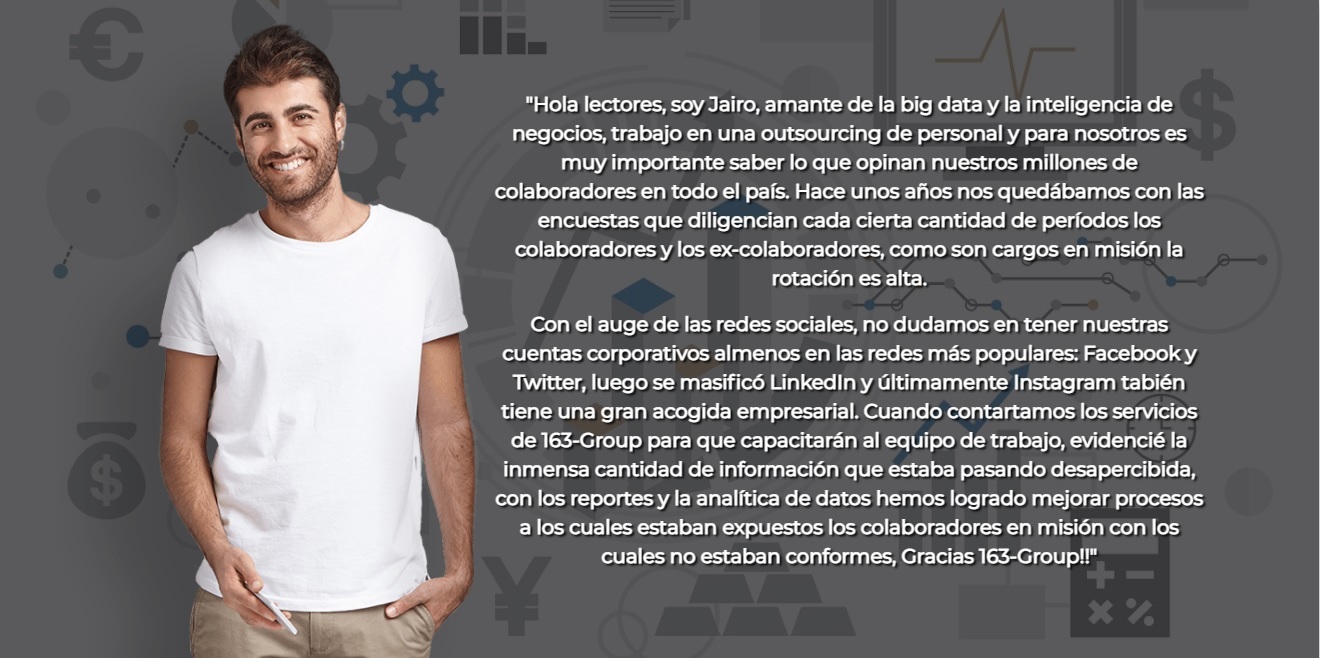 "Hola lectores, soy Jairo, amante de la big data y la inteligencia de
negocios, trabajo en una outsourcing de personal y para nosotros es
muy importante saber lo que opinan nuestros millones de
colaboradores en todo el país. Hace unos años nos quedábamos con las
encuestas que diligencian cada cierta cantidad de períodos los
colaboradores y los ex-colaboradores, como son cargos en misión la
rotación es alta.
Con el auge de las redes sociales, no dudamos en tener nuestras
cuentas corporativos almenos en las redes más populares: Facebook y
Twitter, luego se masificó LinkedIn y últimamente Instagram tabién
tiene una gran acogida empresarial. Cuando contartamos los servicios
de 163-Group para que capacitarán al equipo de trabajo, evidencié la
inmensa cantidad de información que estaba pasando desapercibida,
con los reportes y la analítica de datos hemos logrado mejorar procesos
a los cuales estaban expuestos los colaboradores en misión con los
cuales no estaban conformes, Gracias 163-Group!!"